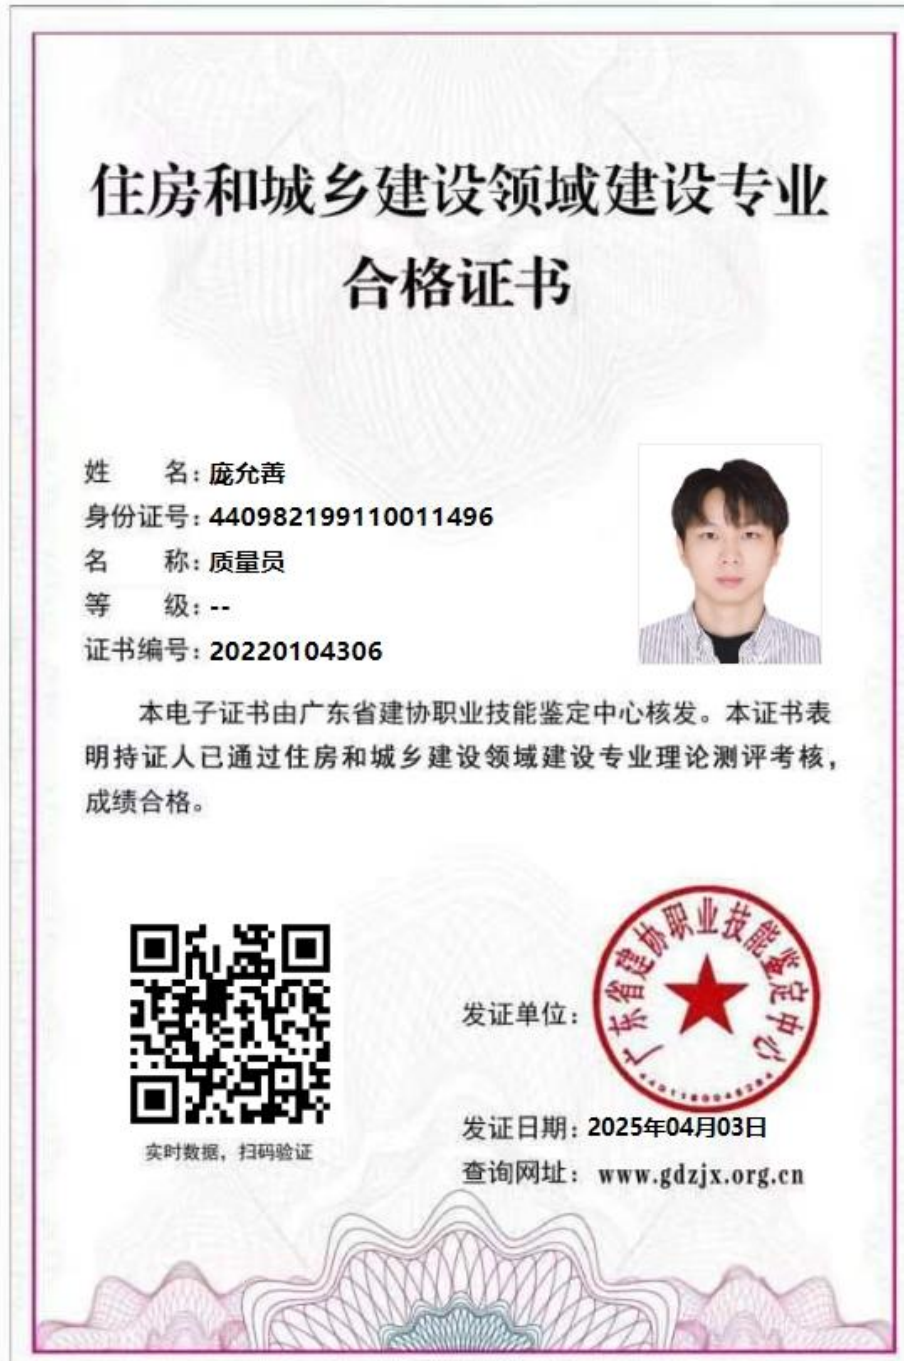 住房和城乡建设领域建设专业
合格证书
姓 名：庞允善
身份证号：440982199110011496
名 称：质量员
等 级：--
证书编号：20220104306
本电子证书由广东省建协职业技能鉴定中心核发。本证书表
明持证人已通过住房和城乡建设领域建设专业理论测评考核，
成绩合格。
广东省建协职业技能鉴定中心
发证单位：
发证日期：2025年04月03日
实时数据，扫码验证
查询网址：www.gdzjx.org.cn